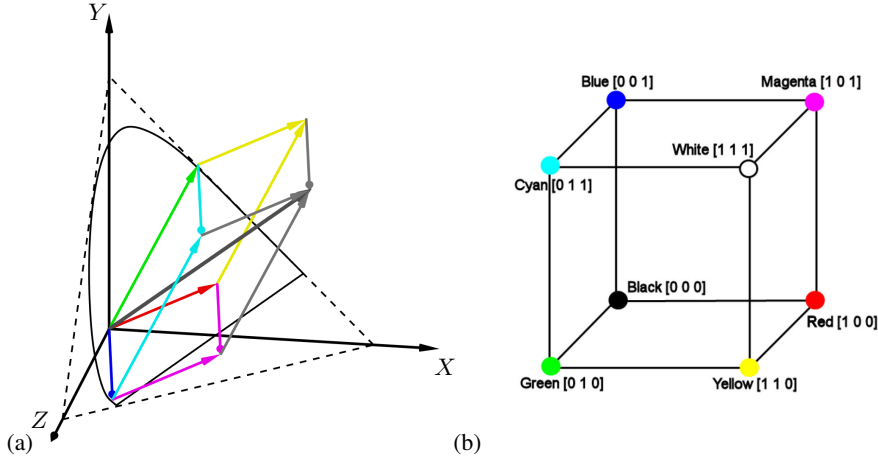 Y
X
Z
(a)
Blue [0 0 1]
Magenta [1 0 1]
White [1 1 1]
Cyan [0 1 1]
Black [0 0 0]
Red [1 0 0]
Green [0 1 0]
Yellow [1 1 0]
(b)